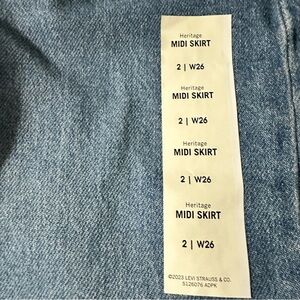 Heritage
MIDI SKIRT
2 | W26
Heritage
MIDI SKIRT
2 | W26
Heritage
MIDI SKIRT
2 | W26
Heritage
MIDI SKIRT
2 | W26
©2023 LEVI STRAUSS & CO.
S126076 ADPK